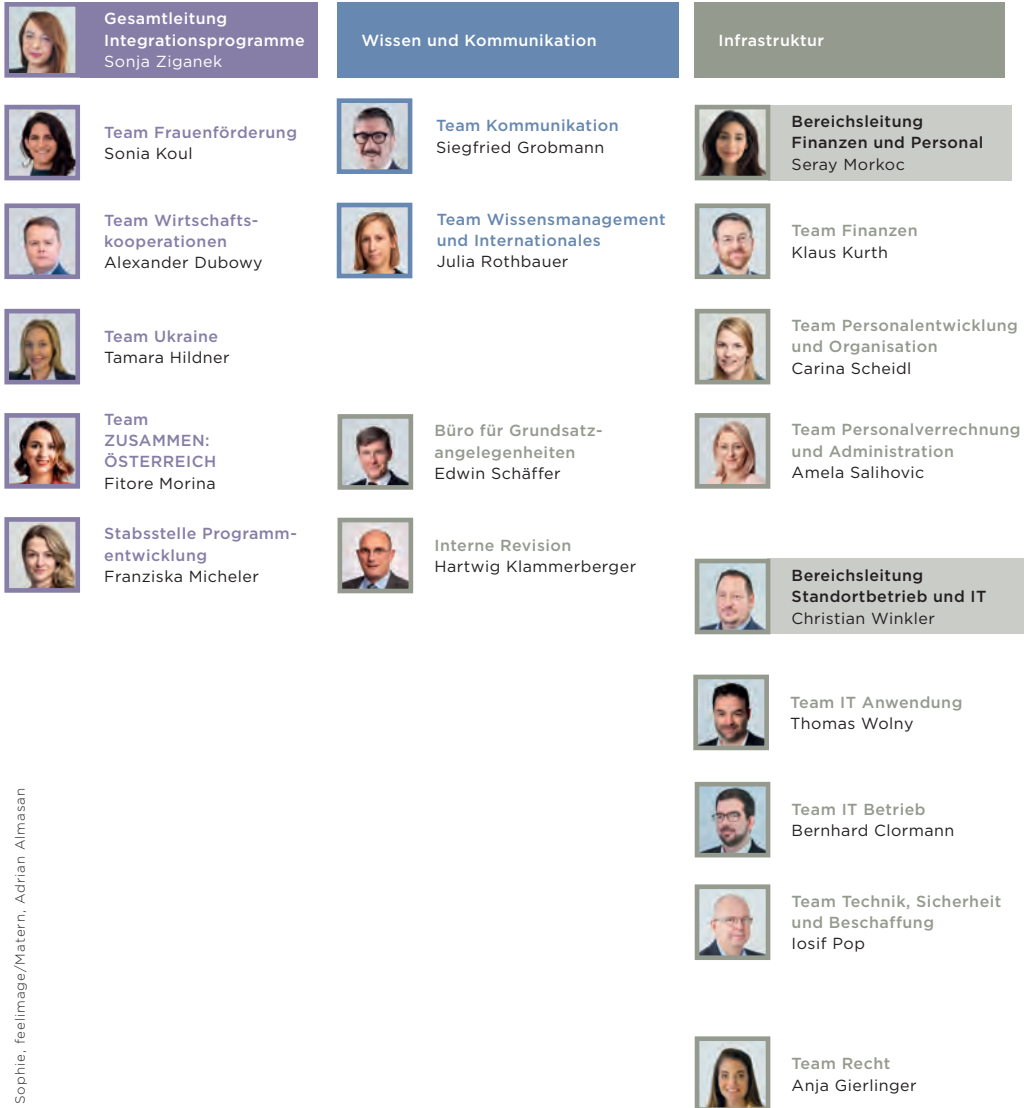 Gesamtleitung
Integrationsprogramme
Sonja Ziganek
Team Frauenförderung
Sonia Koul
Team Wirtschafts-
kooperationen
Alexander Dubowy
Team Ukraine
Tamara Hildner
Team
ZUSAMMEN:
ÖSTERREICH
Fitore Morina
Stabsstelle Programm-
entwicklung
Franziska Micheler
Wissen und Kommunikation
Team Kommunikation
Siegfried Grobmann
Team Wissensmanagement
und Internationales
Julia Rothbauer
Büro für Grundsatz-
angelegenheiten
Edwin Schäffer
Interne Revision
Hartwig Klammerberger
Infrastruktur
Bereichsleitung
Finanzen und Personal
Seray Morkoc
Team Finanzen
Klaus Kurth
Team Personalentwicklung
und Organisation
Carina Scheidl
Team Personalverrechnung
und Administration
Amela Salihovic
Bereichsleitung
Standortbetrieb und IT
Christian Winkler
Team IT Anwendung
Thomas Wolny
Team IT Betrieb
Bernhard Clormann
Team Technik, Sicherheit
und Beschaffung
Iosif Pop
Team Recht
Anja Gierlinger
Sophie, feelimage/Matern, Adrian Almasan